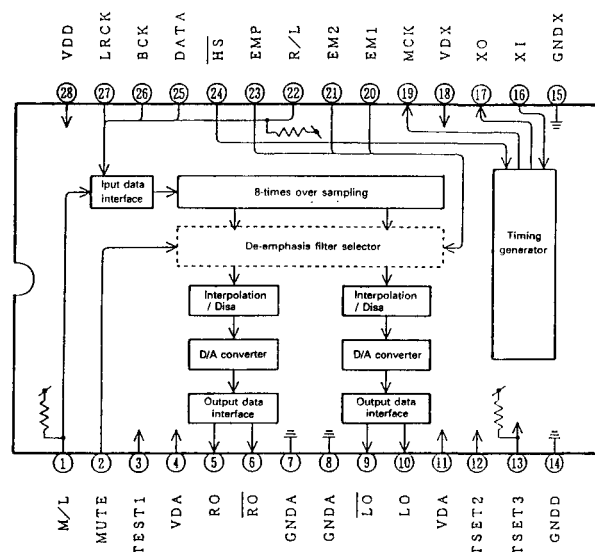 VDD LRCK BCK DATA HS EMP R/L EM2 EM1 MCK VDX XO XI GNDX
28 27 26 25 24 23 22 21 20 19 18 17 16 15
Iput data
interface
8-times over sampling
De-emphasis filter selector
Timing
generator
Interpolation
/ Disa
Interpolation
/ Disa
D/A converter
D/A converter
Output data
interface
Output data
interface
1 2 3 4 5 6 7 8 9 10 11 12 13 14
M/L MUTE TEST1 VDA RO RO GNDA GNDA LO LO VDA TSET2 TSET3 GNDD